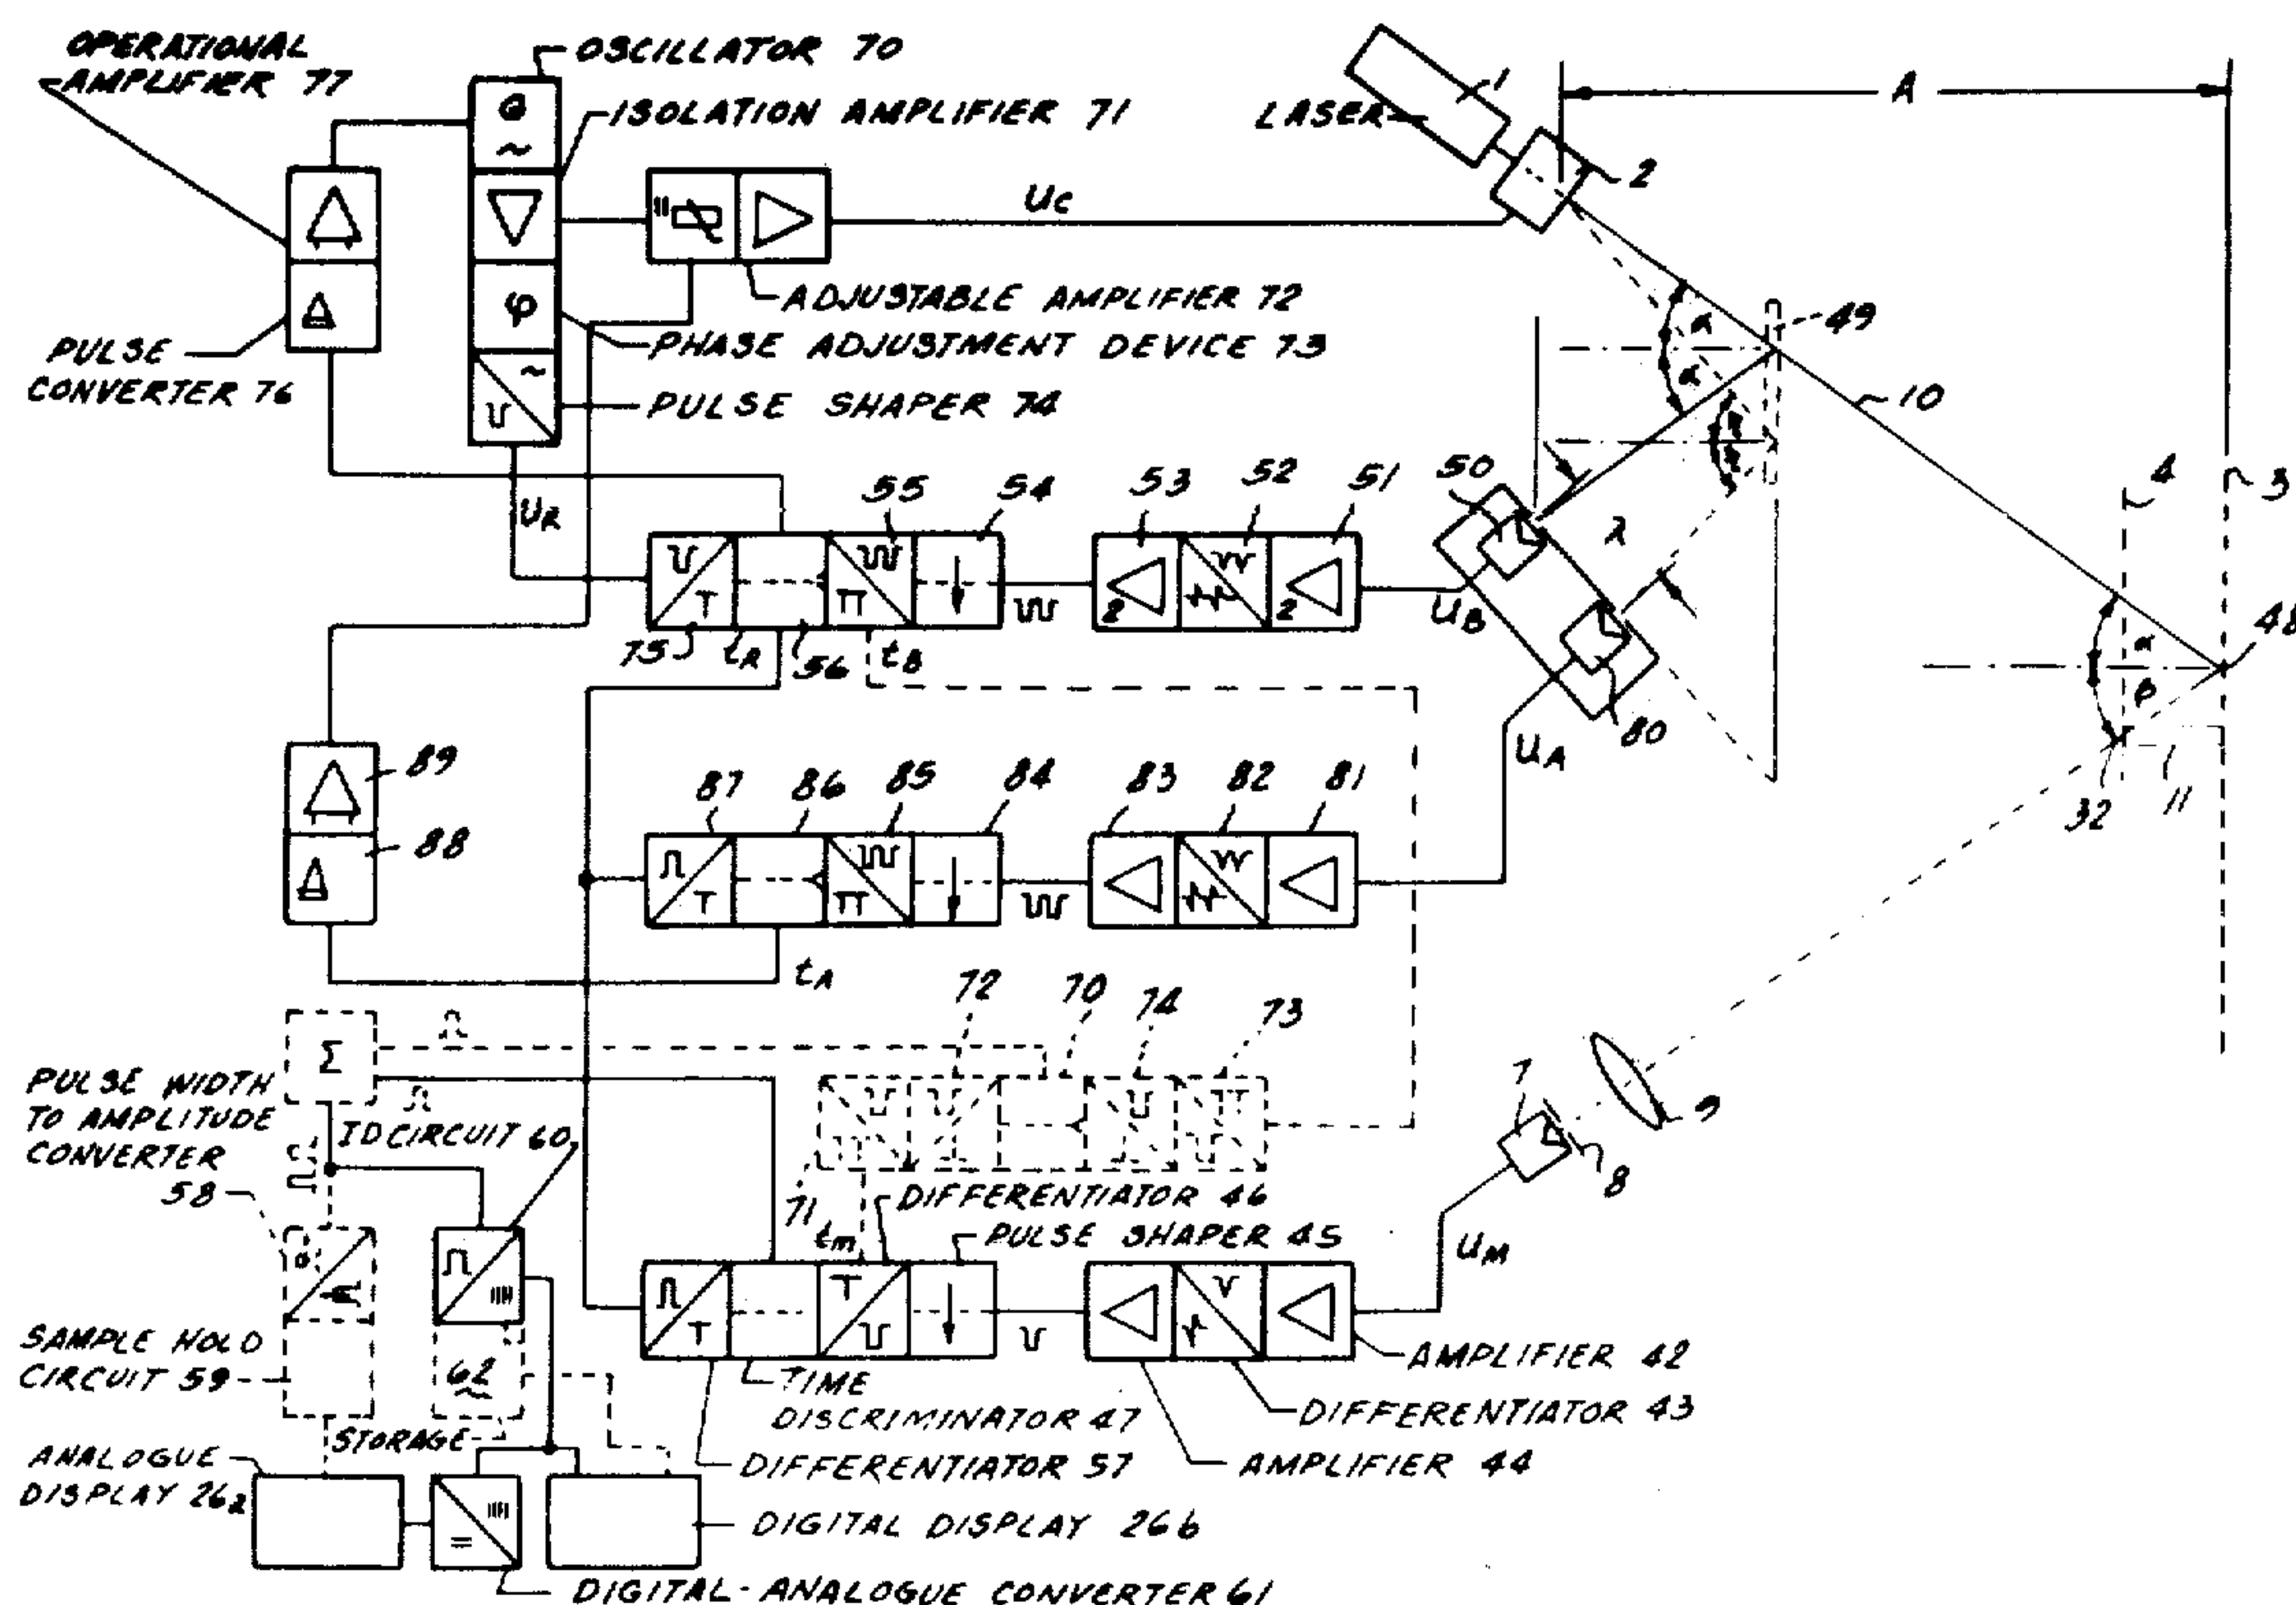 OPERATIONAL
AMPLIFIER 77
OSCILLATOR 70
ISOLATION AMPLIFIER 71
LASER
1
2
A
G
~
UC
ADJUSTABLE AMPLIFIER 72
φ
PHASE ADJUSTMENT DEVICE 73
PULSE
CONVERTER 76
~
PULSE SHAPER 74
α
α
49
10
UR
55
54
53
52
51
50
λ
4
3
2
2
T
75
tR
56
tB
UB
48
α
β
80
UA
32
11
89
88
87
86
85
84
83
82
81
T
tA
72
70
74
73
Σ
PULSE WIDTH
TO AMPLITUDE
CONVERTER
58
ID CIRCUIT 60
7
9
8
71
tm
DIFFERENTIATOR 46
PULSE SHAPER 45
UM
T
T
SAMPLE HOLD
CIRCUIT 59
62
STORAGE
TIME
DISCRIMINATOR 47
DIFFERENTIATOR 57
AMPLIFIER 42
DIFFERENTIATOR 43
AMPLIFIER 44
ANALOGUE
DISPLAY 26a
=
DIGITAL DISPLAY 26b
DIGITAL-ANALOGUE CONVERTER 61